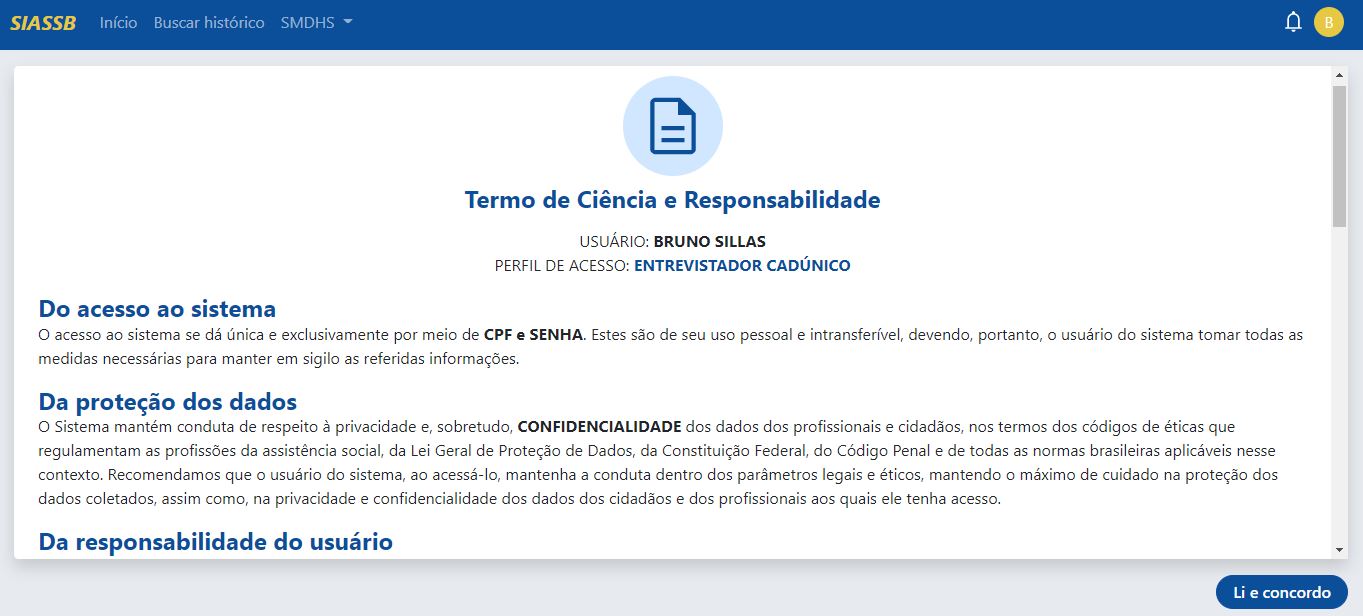 SIASSB Início Buscar histórico SMDHS B
Termo de Ciência e Responsabilidade
USUÁRIO: BRUNO SILLAS
PERFIL DE ACESSO: ENTREVISTADOR CADÚNICO
Do acesso ao sistema
O acesso ao sistema se dá única e exclusivamente por meio de CPF e SENHA. Estes são de seu uso pessoal e intransferível, devendo, portanto, o usuário do sistema tomar todas as
medidas necessárias para manter em sigilo as referidas informações.
Da proteção dos dados
O Sistema mantém conduta de respeito à privacidade e, sobretudo, CONFIDENCIALIDADE dos dados dos profissionais e cidadãos, nos termos dos códigos de éticas que
regulamentam as profissões da assistência social, da Lei Geral de Proteção de Dados, da Constituição Federal, do Código Penal e de todas as normas brasileiras aplicáveis nesse
contexto. Recomendamos que o usuário do sistema, ao acessá-lo, mantenha a conduta dentro dos parâmetros legais e éticos, mantendo o máximo de cuidado na proteção dos
dados coletados, assim como, na privacidade e confidencialidade dos dados dos cidadãos e dos profissionais aos quais ele tenha acesso.
Da responsabilidade do usuário
Li e concordo